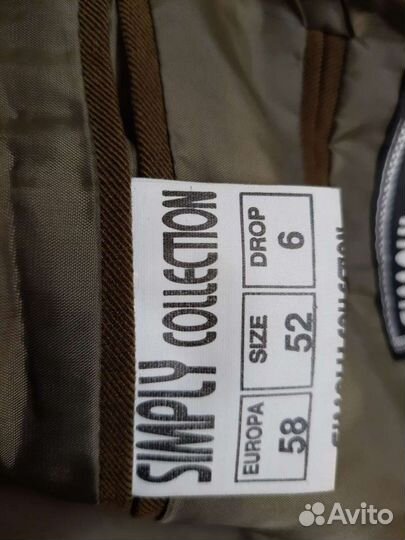 SIMPLY COLLECTION
EUROPA SIZE DROP
58 52 6
Avito